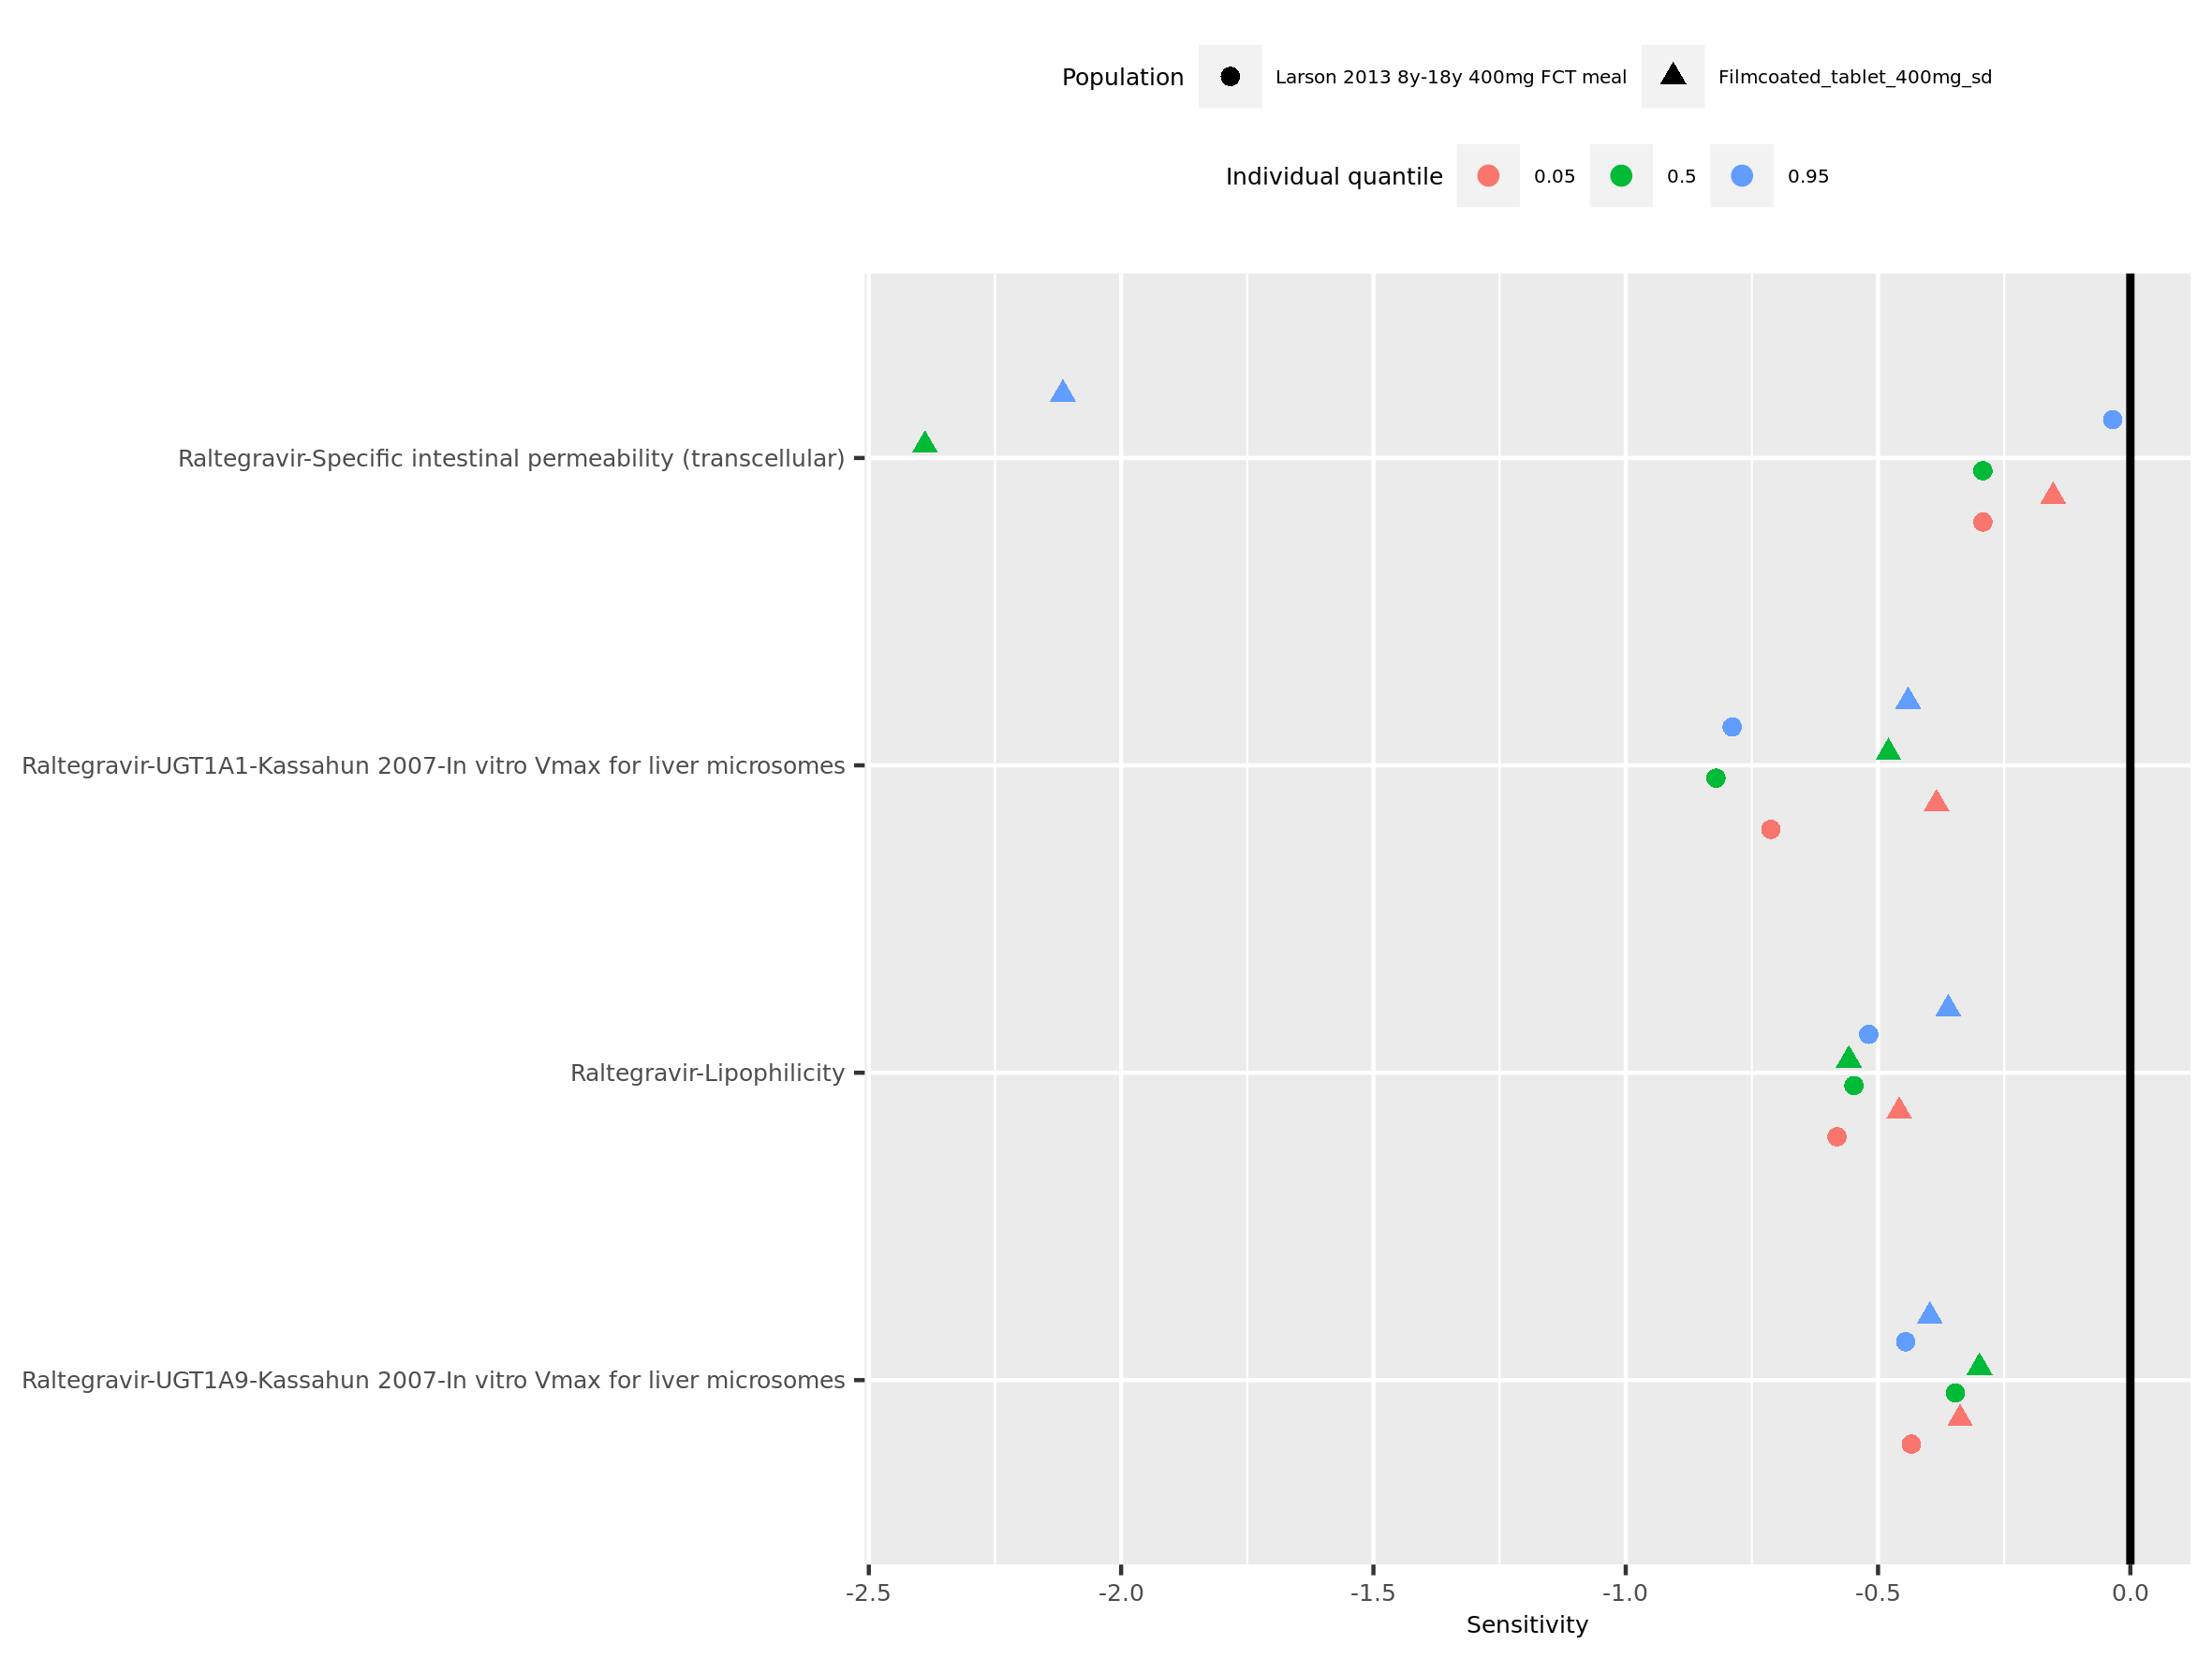 Population Larson 2013 8y-18y 400mg FCT meal Filmcoated_tablet_400mg_sd
Individual quantile 0.05 0.5 0.95
Raltegravir-Specific intestinal permeability (transcellular)
Raltegravir-UGT1A1-Kassahun 2007-In vitro Vmax for liver microsomes
Raltegravir-Lipophilicity
Raltegravir-UGT1A9-Kassahun 2007-In vitro Vmax for liver microsomes
-2.5 -2.0 -1.5 -1.0 -0.5 0.0
Sensitivity